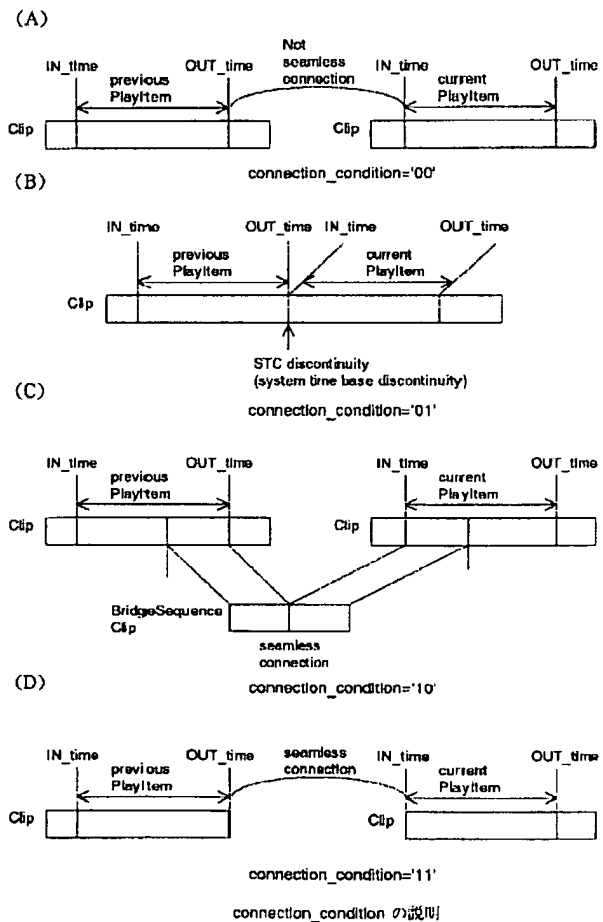 (A)
Not
seamless
connection
IN_time
OUT_time
IN_time
OUT_time
previous
PlayItem
current
PlayItem
Clip
Clip
connection_condition='00'
(B)
IN_time
OUT_time
IN_time
OUT_time
previous
PlayItem
current
PlayItem
Clip
STC discontinuity
(system time base discontinuity)
connection_condition='01'
(C)
IN_time
OUT_time
IN_time
OUT_time
previous
PlayItem
current
PlayItem
Clip
Clip
BridgeSequence
Clip
seamless
connection
connection_condition='10'
(D)
IN_time
OUT_time
seamless
connection
IN_time
OUT_time
previous
PlayItem
current
PlayItem
Clip
Clip
connection_condition='11'
connection_condition の説明